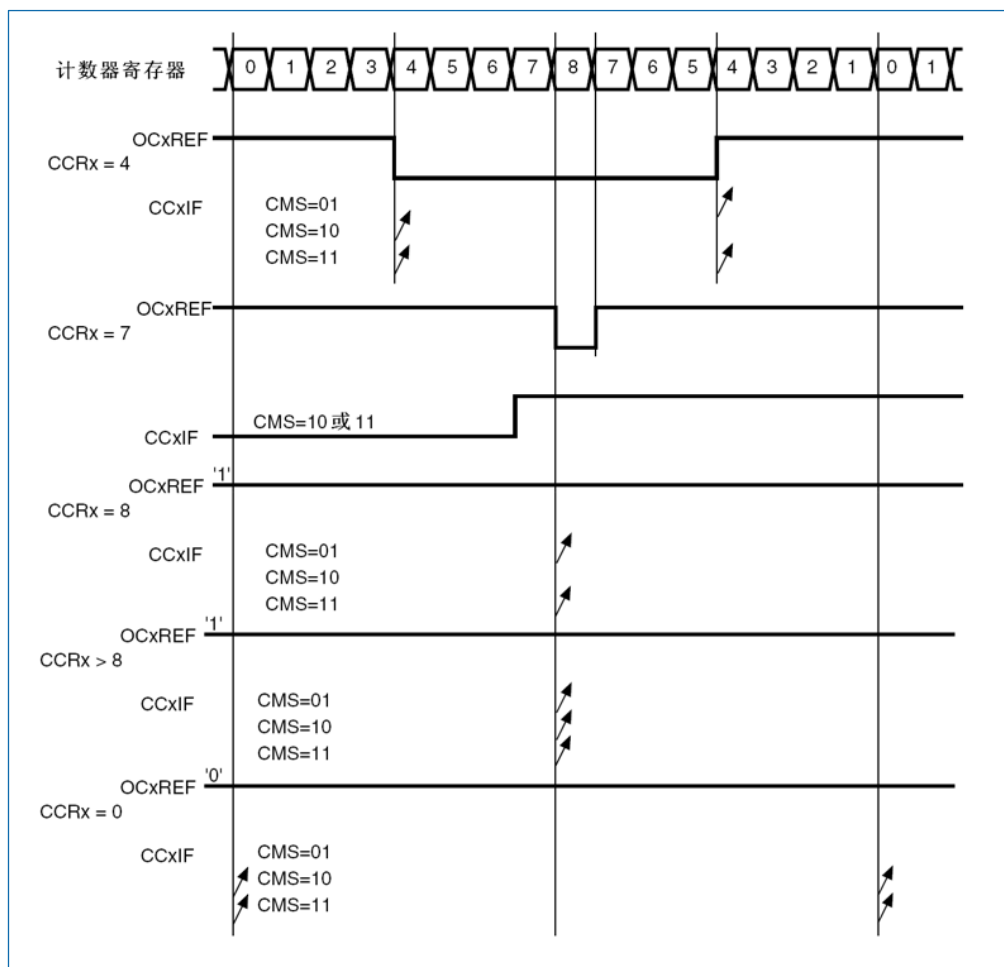 计数器寄存器 0 1 2 3 4 5 6 7 8 7 6 5 4 3 2 1 0 1
OCxREF
CCRx = 4
CCxIF
CMS=01
CMS=10
CMS=11
OCxREF
CCRx = 7
CMS=10 或 11
CCxIF
OCxREF '1'
CCRx = 8
CCxIF
CMS=01
CMS=10
CMS=11
OCxREF '1'
CCRx > 8
CCxIF
CMS=01
CMS=10
CMS=11
OCxREF '0'
CCRx = 0
CCxIF
CMS=01
CMS=10
CMS=11